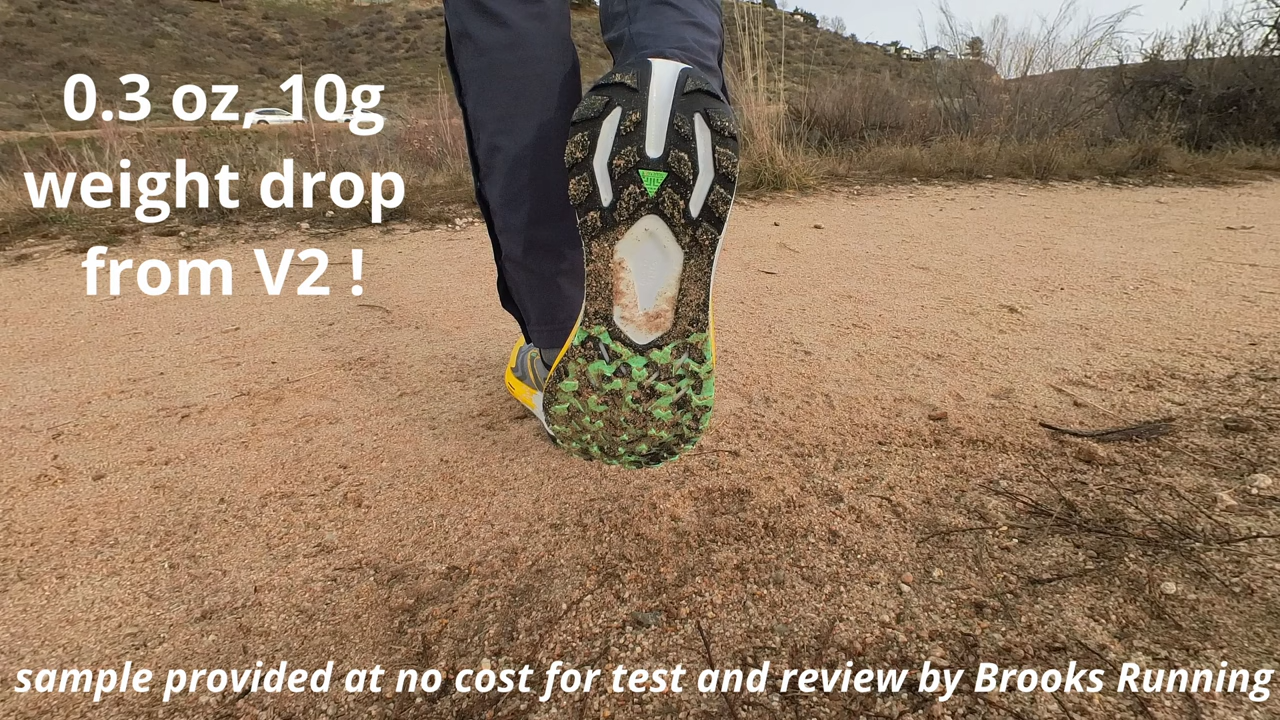 0.3 oz, 10g
weight drop
from V2 !
sample provided at no cost for test and review by Brooks Running